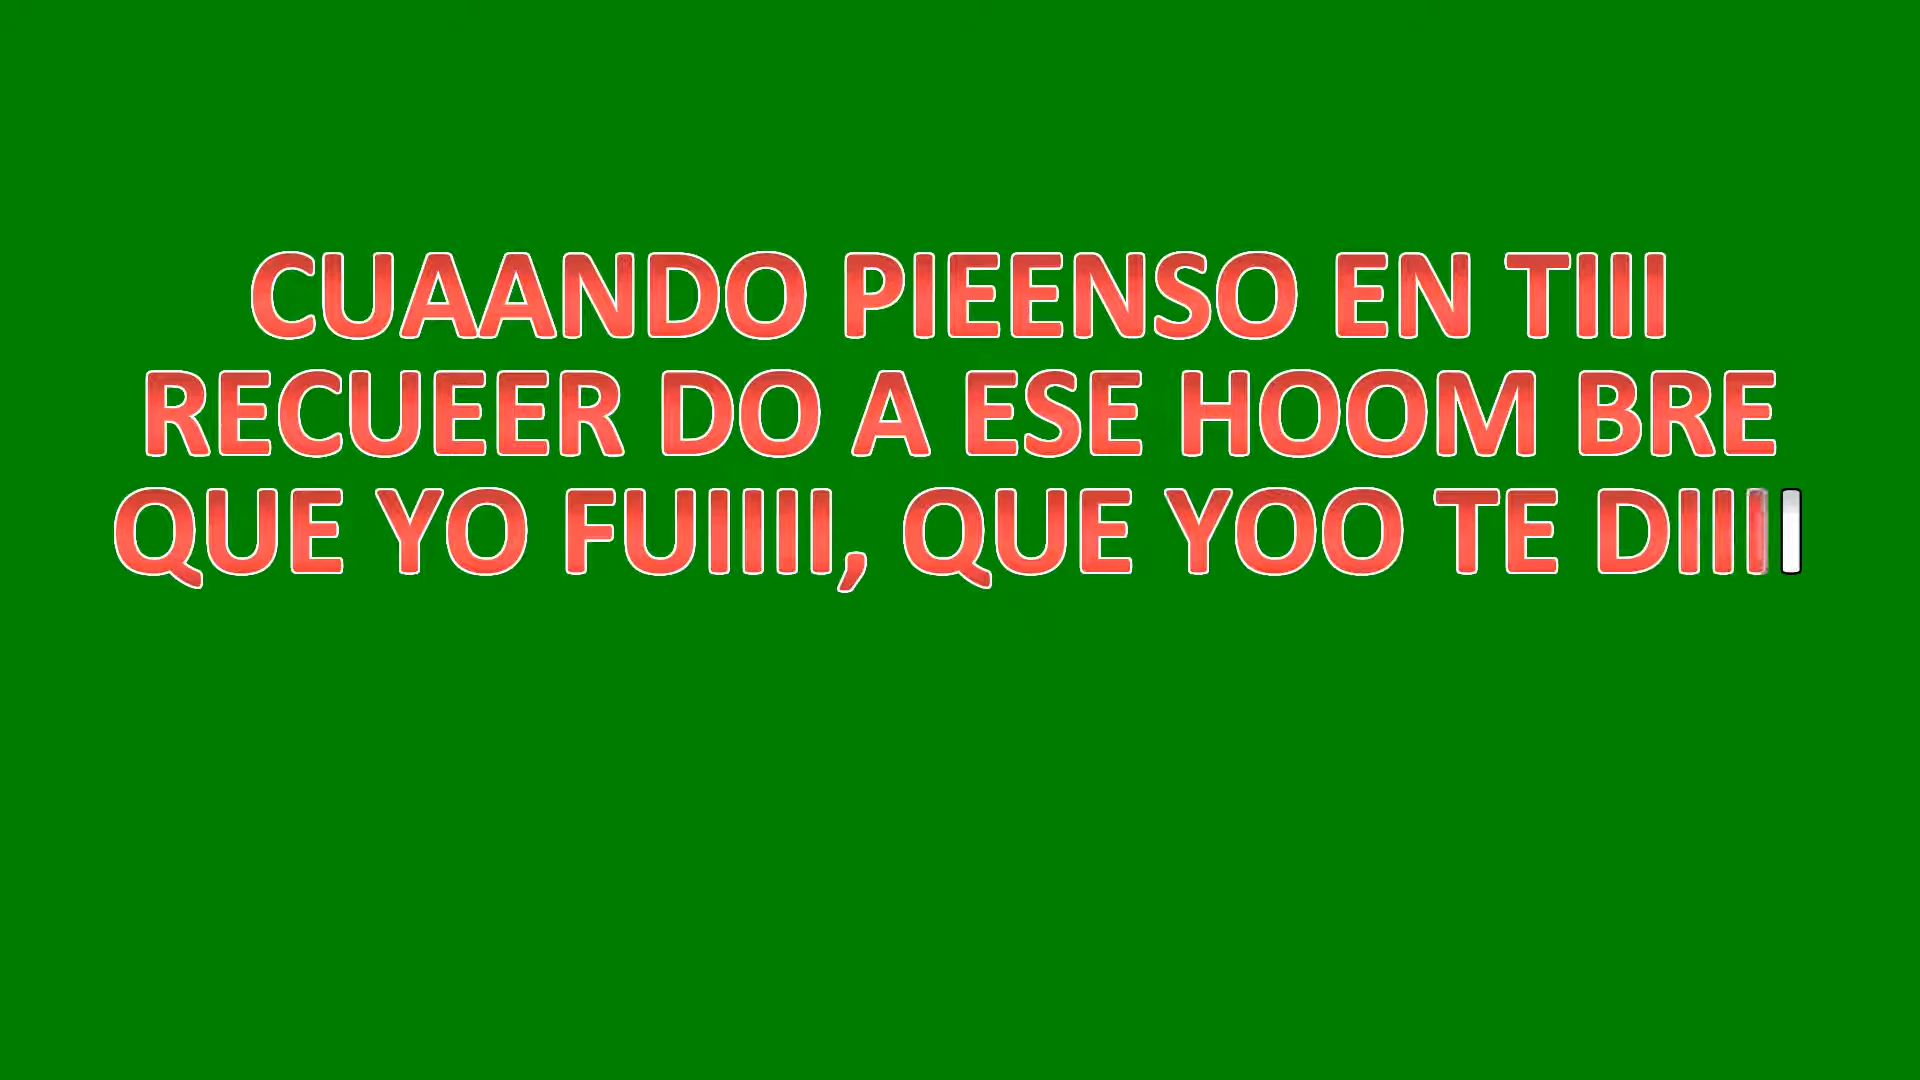 CUAANDO PIEENSO EN TIII
RECUEER DO A ESE HOOM BRE
QUE YO FUIIII, QUE YOO TE DIIII